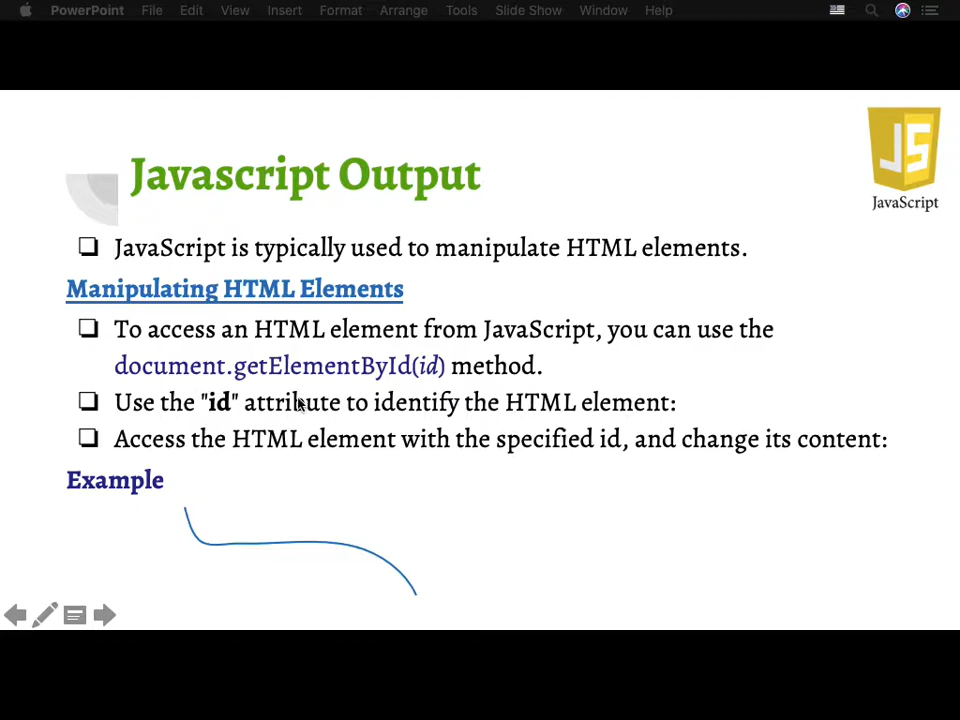 PowerPoint File Edit View Insert Format Arrange Tools Slide Show Window Help
JS
JavaScript
Javascript Output
❑ JavaScript is typically used to manipulate HTML elements.
Manipulating HTML Elements
❑ To access an HTML element from JavaScript, you can use the
document.getElementById(id) method.
❑ Use the "id" attribute to identify the HTML element:
❑ Access the HTML element with the specified id, and change its content:
Example